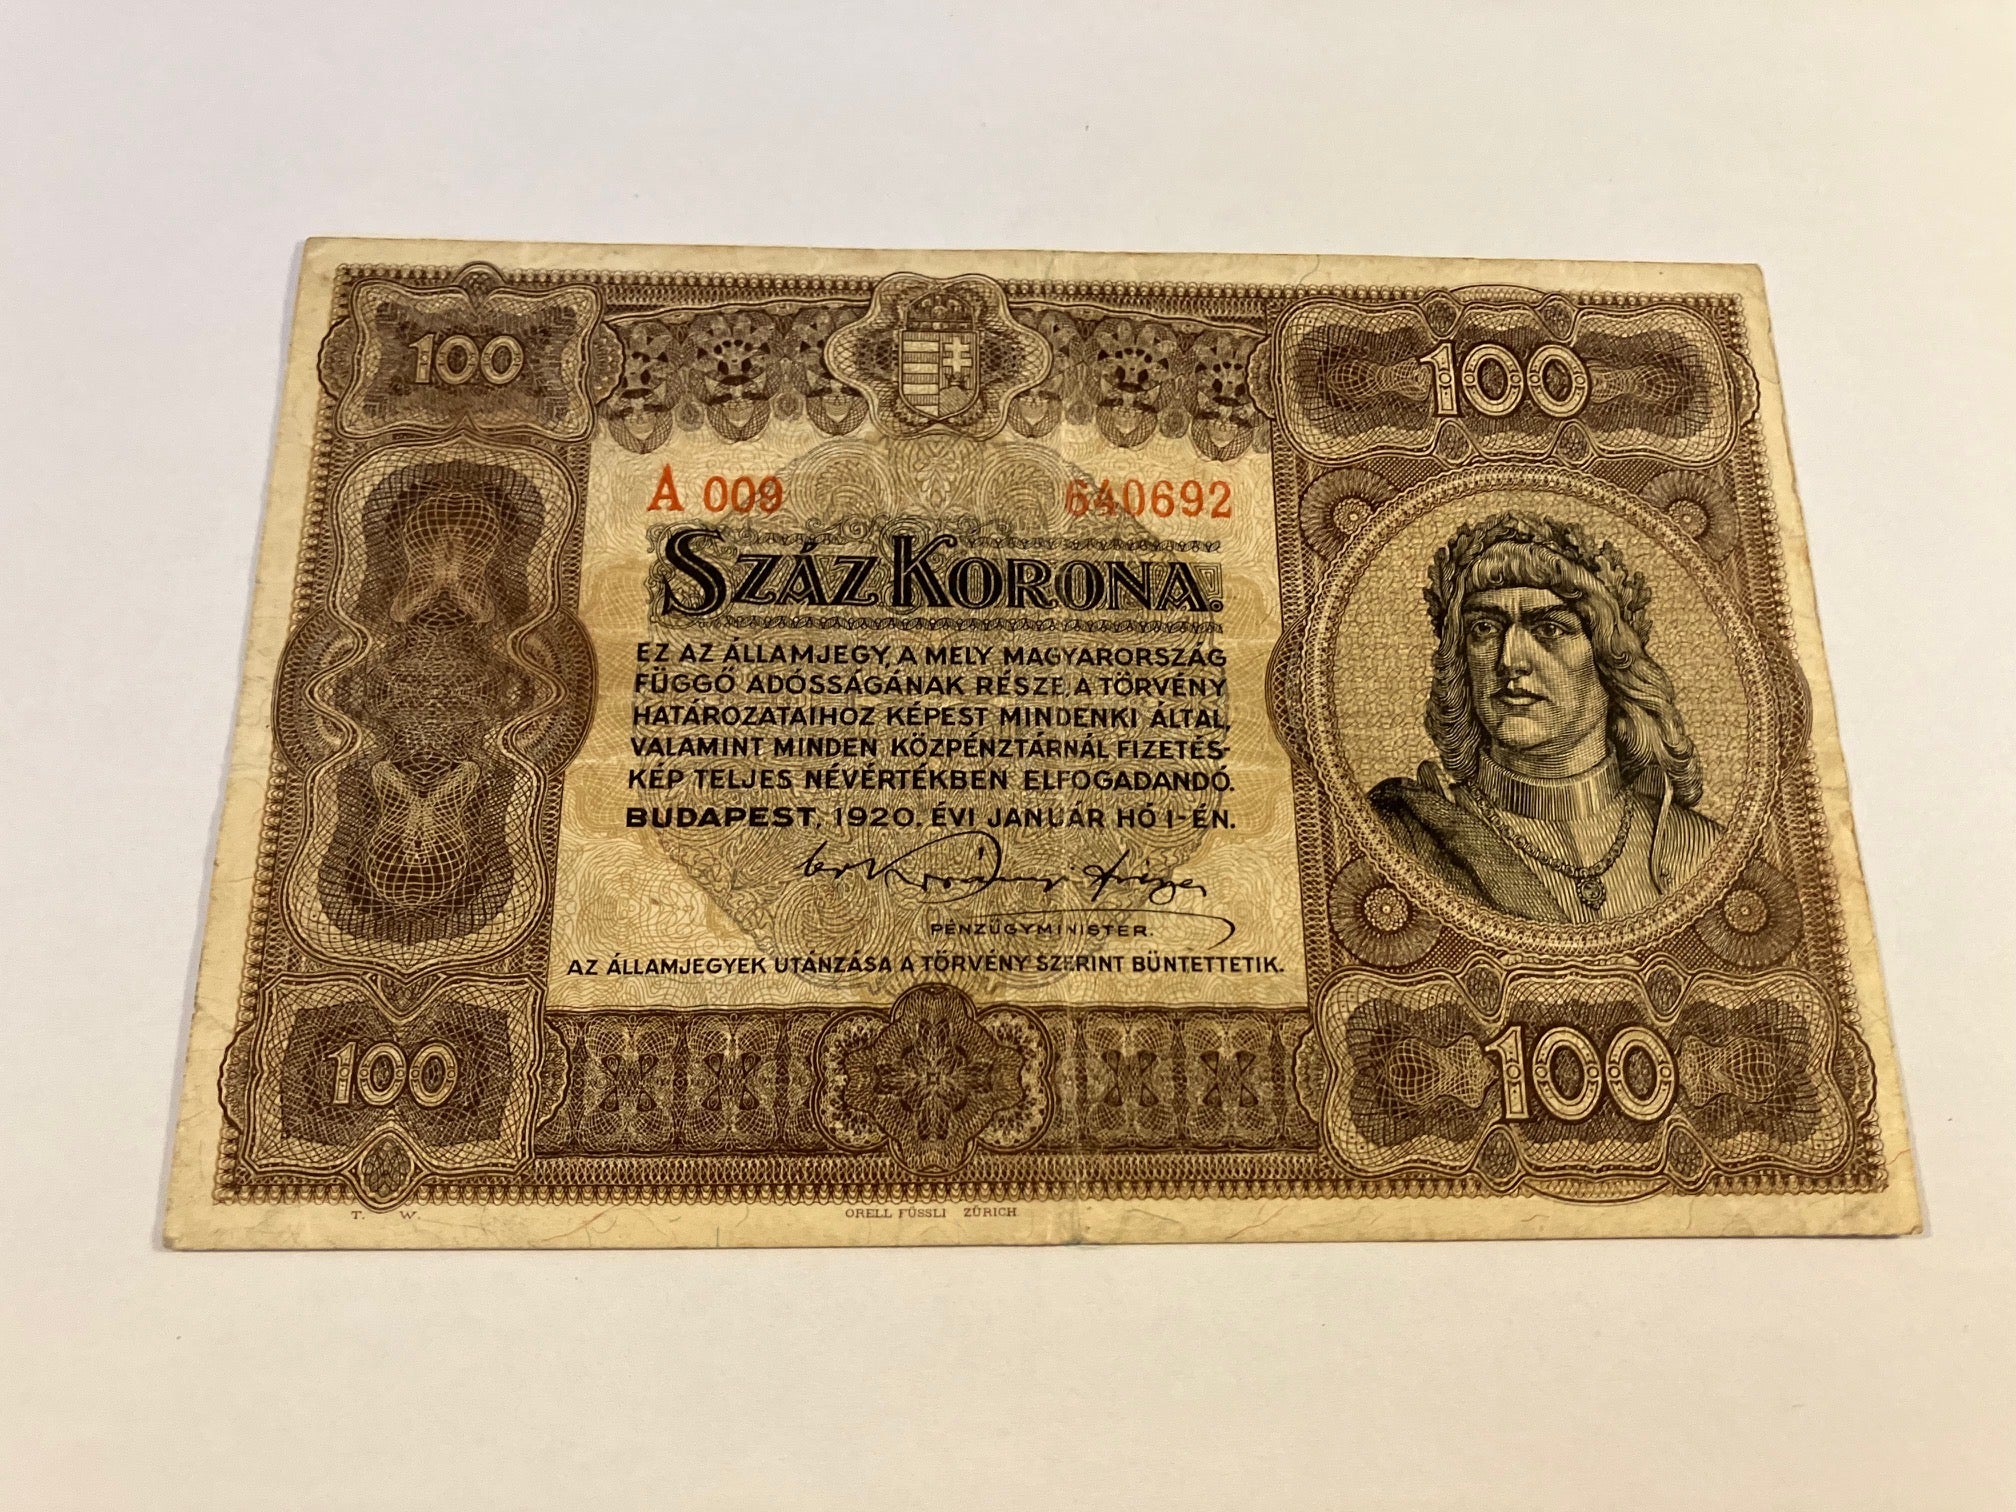 100
100
A 009 640692
SZÁZ KORONA.
EZ AZ ÁLLAMJEGY, A MELY MAGYARORSZÁG
FÜGGŐ ADÓSSÁGÁNAK RÉSZE, A TÖRVÉNY
HATÁROZATAIHOZ KÉPEST MINDENKI ÁLTAL,
VALAMINT MINDEN KÖZPÉNZTÁRNÁL FIZETÉS-
KÉP TELJES NÉVÉRTÉKBEN ELFOGADANDÓ.
BUDAPEST, 1920. ÉVI JANUÁR HÓ 1-ÉN.
PÉNZÜGYMINISTER.
AZ ÁLLAMJEGYEK UTÁNZÁSA A TÖRVÉNY SZERINT BÜNTETTETIK.
100
100
T. W. ORELL FÜSSLI ZÜRICH